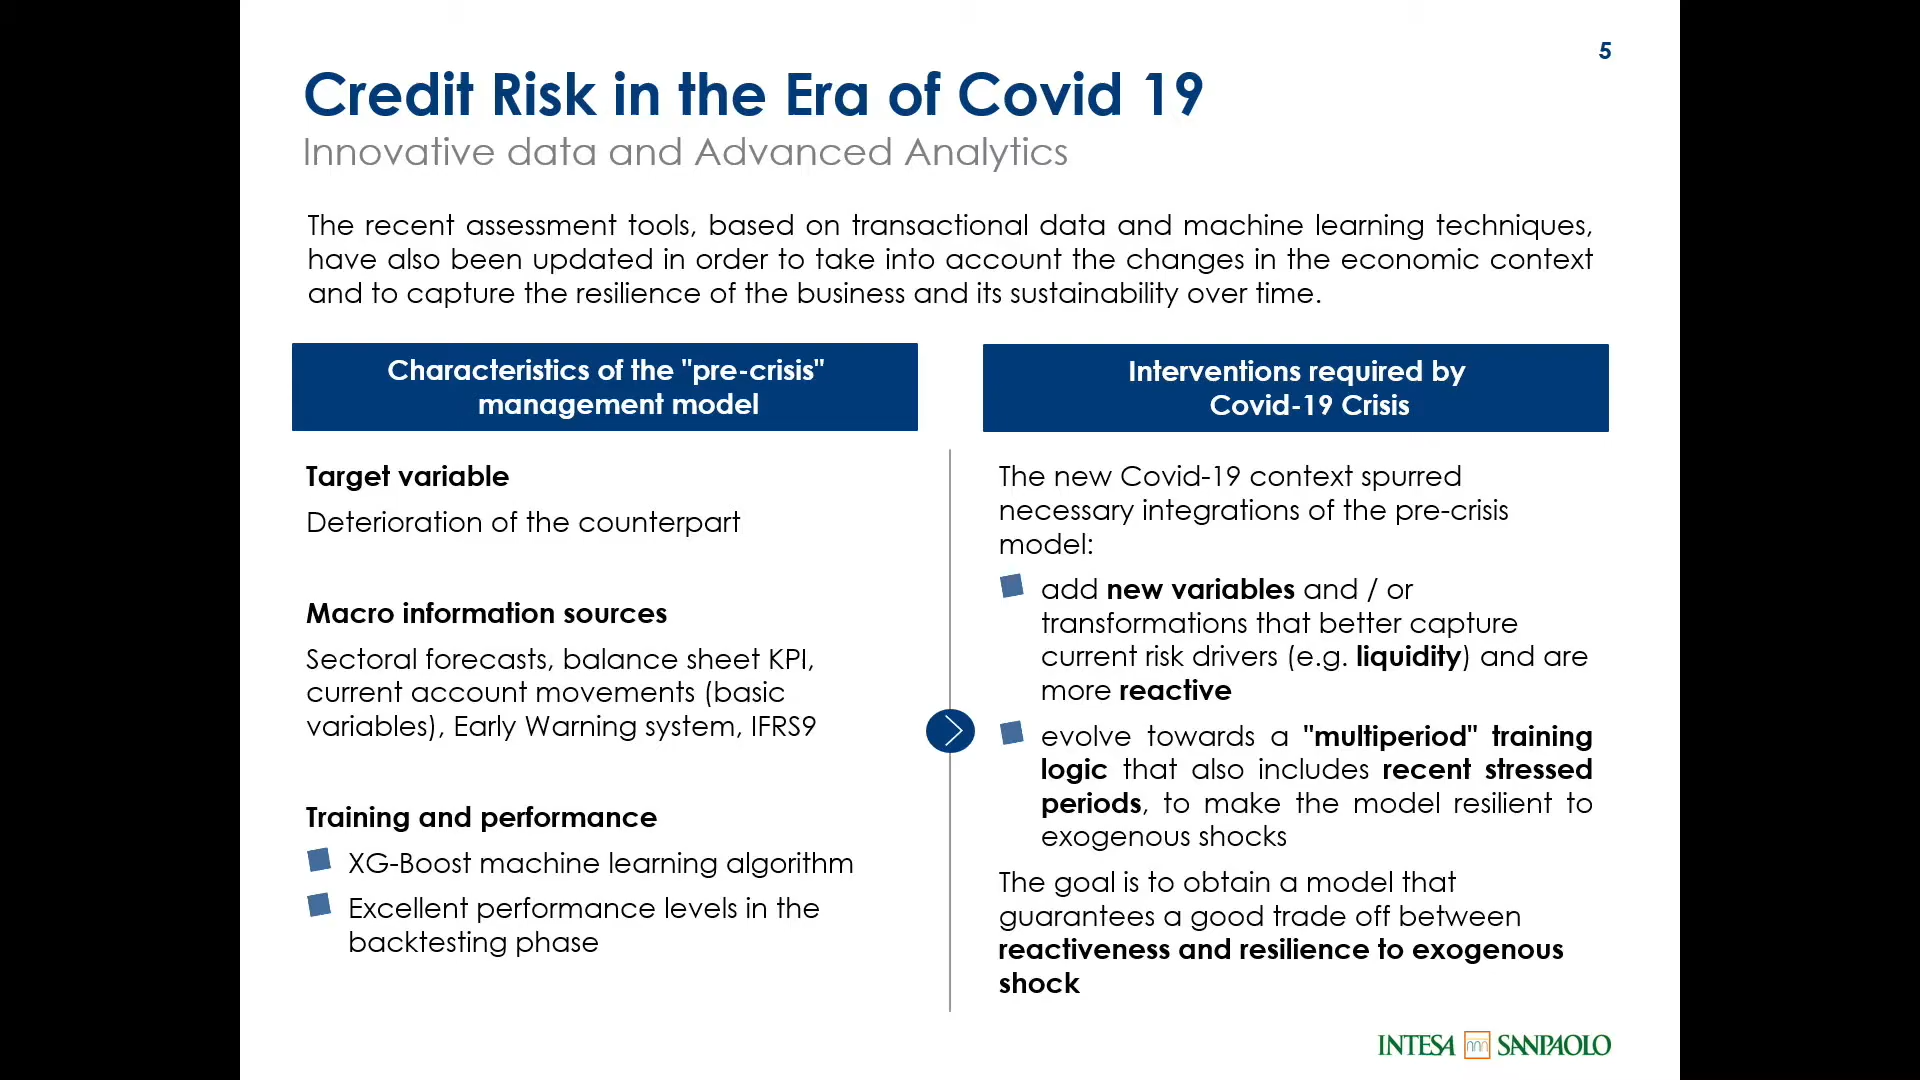 5
Credit Risk in the Era of Covid 19
Innovative data and Advanced Analytics
The recent assessment tools, based on transactional data and machine learning techniques,
have also been updated in order to take into account the changes in the economic context
and to capture the resilience of the business and its sustainability over time.
Characteristics of the "pre-crisis"
management model
Target variable
Deterioration of the counterpart
Macro information sources
Sectoral forecasts, balance sheet KPI,
current account movements (basic
variables), Early Warning system, IFRS9
Training and performance
XG-Boost machine learning algorithm
Excellent performance levels in the
backtesting phase
Interventions required by
Covid-19 Crisis
The new Covid-19 context spurred
necessary integrations of the pre-crisis
model:
add new variables and / or
transformations that better capture
current risk drivers (e.g. liquidity) and are
more reactive
evolve towards a "multiperiod" training
logic that also includes recent stressed
periods, to make the model resilient to
exogenous shocks
The goal is to obtain a model that
guarantees a good trade off between
reactiveness and resilience to exogenous
shock
INTESA SANPAOLO